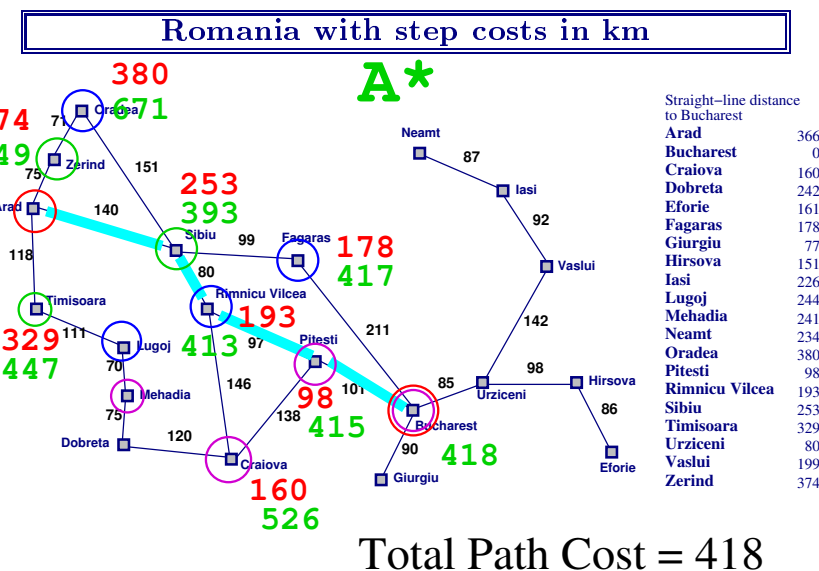 Romania with step costs in km
A*
380
671
Oradea
71
74
49
Zerind
75
151
Arad
140
253
393
Sibiu
99
Fagaras
178
417
118
80
Timisoara
329
447
111
Lugoj
70
Mehadia
75
Dobreta
120
Rimnicu Vilcea
193
413
97
146
Pitesti
98
415
101
138
Craiova
160
526
211
Bucharest
418
90
Giurgiu
85
Urziceni
98
Hirsova
86
Eforie
142
Vaslui
92
Iasi
87
Neamt
Straight−line distance
to Bucharest
Arad 366
Bucharest 0
Craiova 160
Dobreta 242
Eforie 161
Fagaras 178
Giurgiu 77
Hirsova 151
Iasi 226
Lugoj 244
Mehadia 241
Neamt 234
Oradea 380
Pitesti 98
Rimnicu Vilcea 193
Sibiu 253
Timisoara 329
Urziceni 80
Vaslui 199
Zerind 374
Total Path Cost = 418